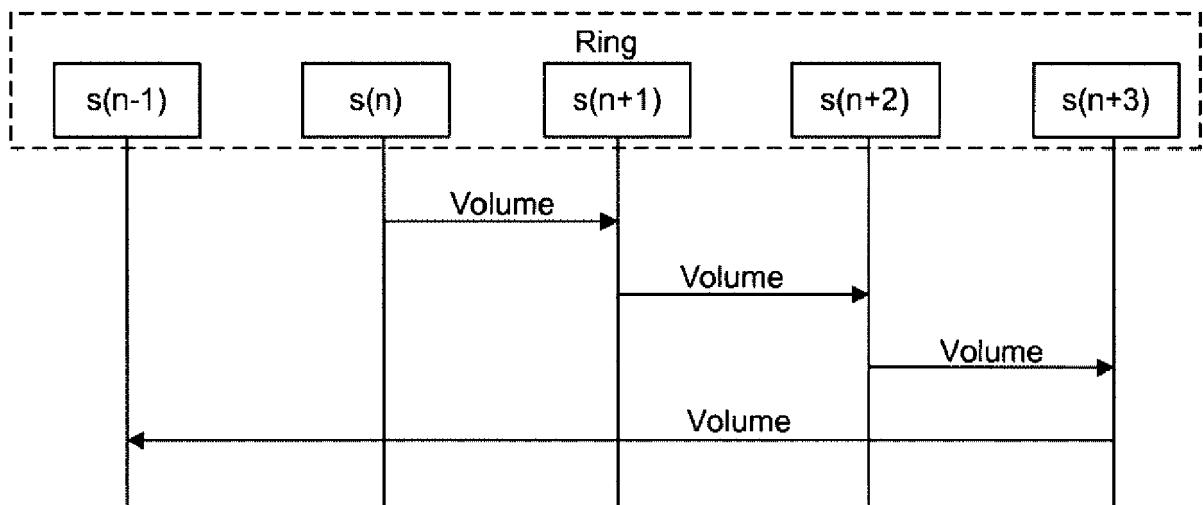 Ring
s(n-1)
s(n)
s(n+1)
s(n+2)
s(n+3)
Volume
Volume
Volume
Volume